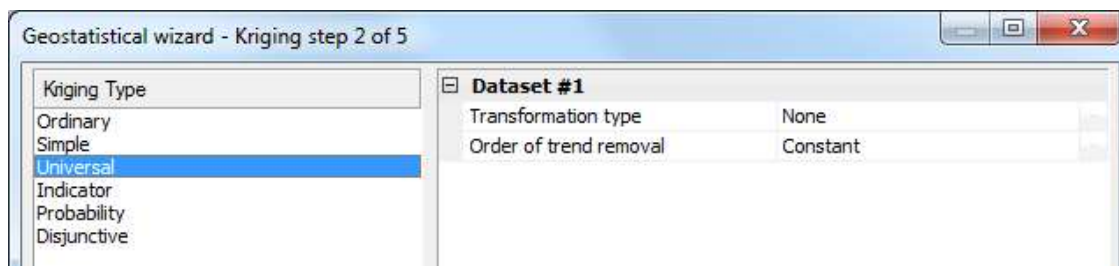 Geostatistical wizard - Kriging step 2 of 5
Kriging Type
Ordinary
Simple
Universal
Indicator
Probability
Disjunctive
Dataset #1
Transformation type None
Order of trend removal Constant